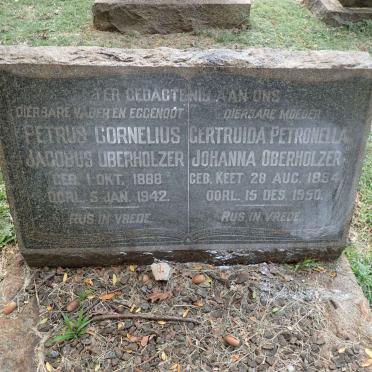 TER GEDAGTENIS AAN ONS
DIERBARE VADER EN EGGENOOT
PETRUS CORNELIUS
JACOBUS OBERHOLZER
GEB. 1 OKT. 1888
OORL. 5 JAN. 1942.
RUS IN VREDE.
DIERBARE MOEDER
GERTRUIDA PETRONELLA
JOHANNA OBERHOLZER
GEB. KEET 28 AUG. 1894
OORL. 15 DES. 1950.
RUS IN VREDE.